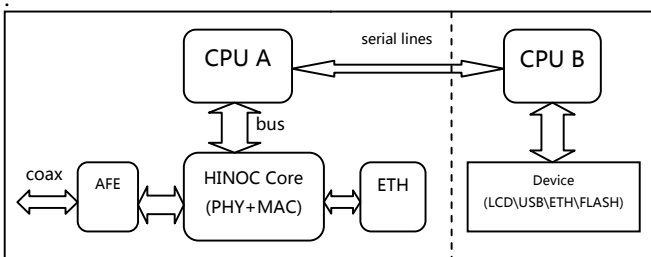 serial lines
CPU A
CPU B
bus
coax
AFE
HINOC Core
(PHY+MAC)
ETH
Device
(LCD\USB\ETH\FLASH)